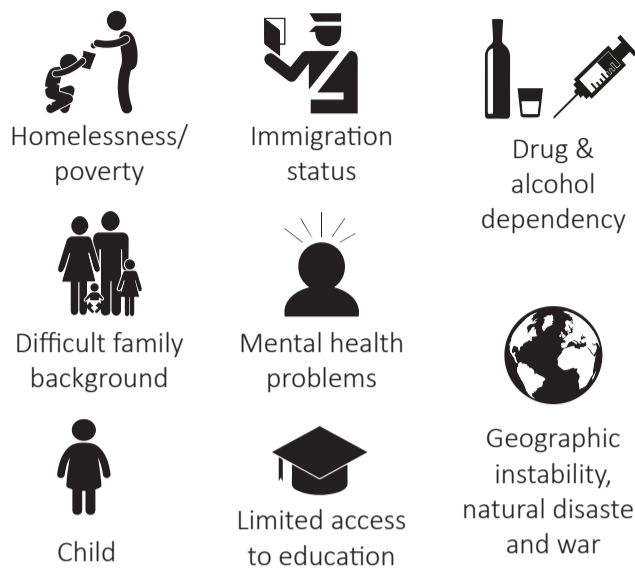 Homelessness/
poverty
Immigration
status
Drug &
alcohol
dependency
Difficult family
background
Mental health
problems
Geographic
instability,
natural disaste
and war
Child
Limited access
to education